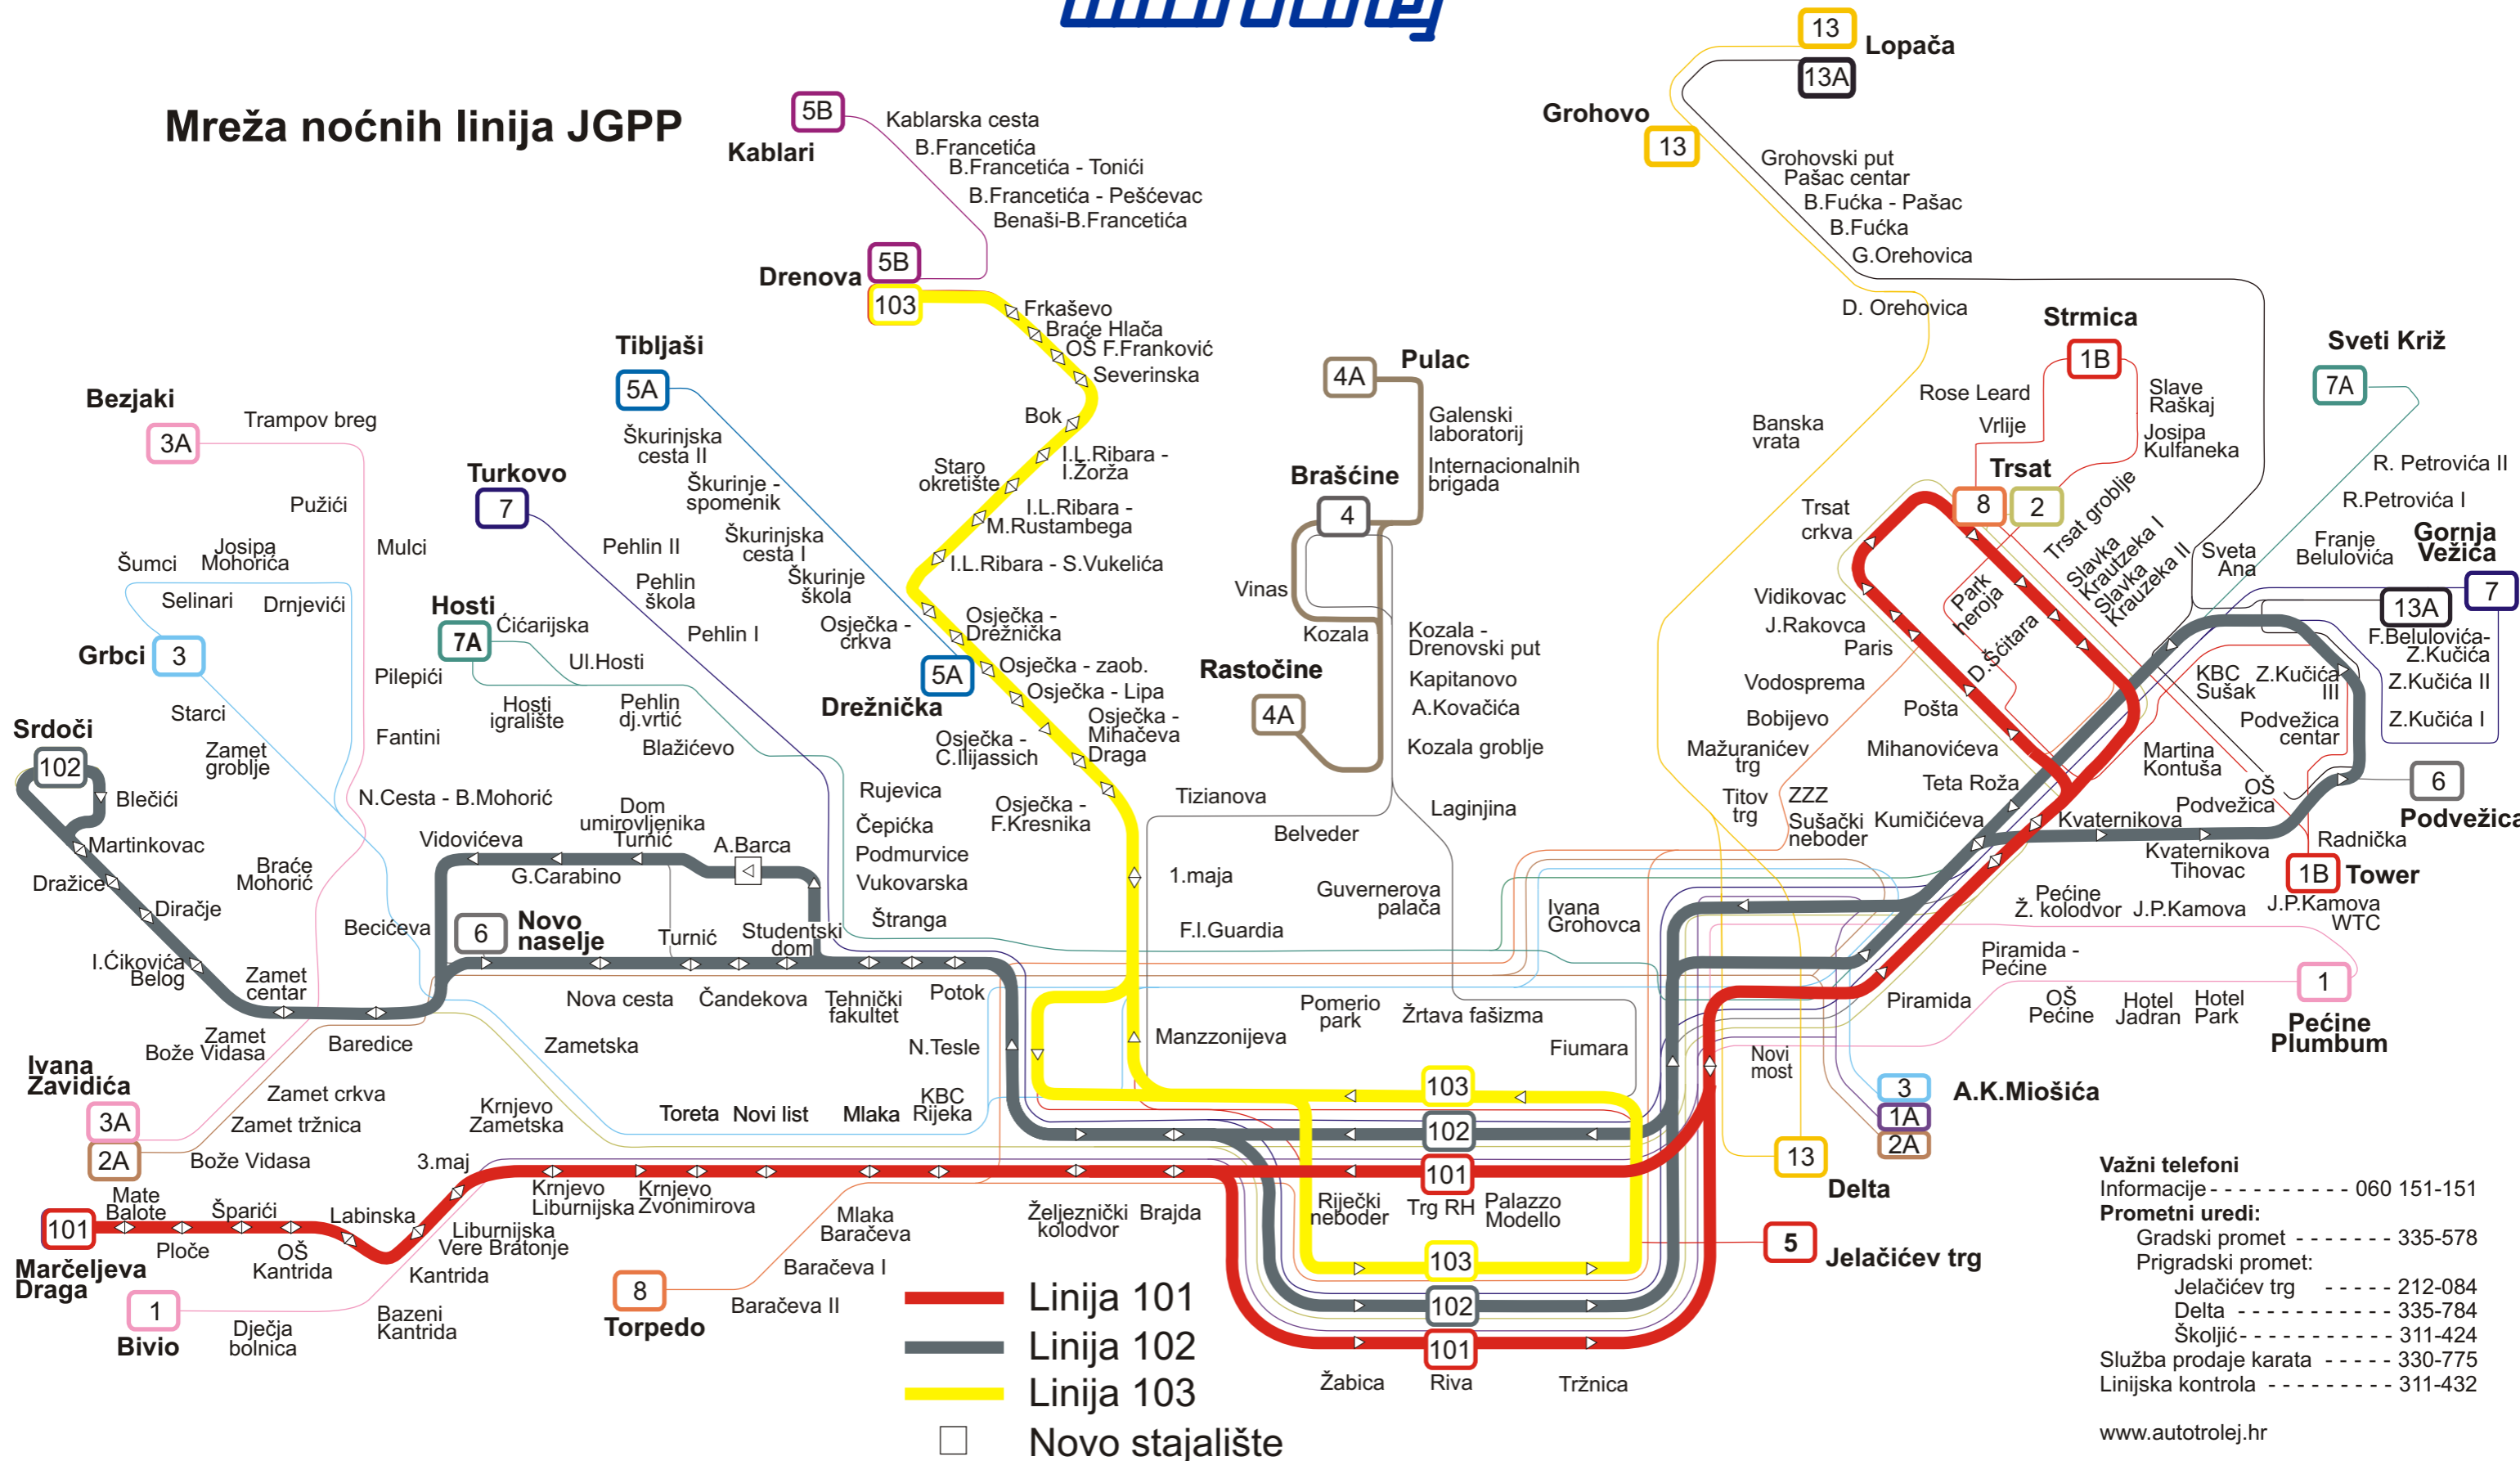 Mreža noćnih linija JGPP
13
Lopača
13A
Grohovo
13
5B
Kablari
Kablarska cesta
B.Francetića
B.Francetića - Tonići
B.Francetića - Pešćevac
Benaši-B.Francetića
Grohovski put
Pašac centar
B.Fućka - Pašac
B.Fućka
G.Orehovica
D. Orehovica
Drenova
5B
103
Frkaševo
Braće Hlača
OŠ F.Franković
Severinska
Bok
I.L.Ribara -
I.Žorža
Staro
okretište
I.L.Ribara -
M.Rustambega
I.L.Ribara - S.Vukelića
Osječka -
Drežnička
Osječka - zaob.
Osječka - Lipa
Osječka -
Mihačeva
Draga
Osječka -
C.Ilijassich
Osječka -
F.Kresnika
Tibljaši
5A
Škurinjska
cesta II
Škurinje -
spomenik
Škurinjska
cesta I
Škurinje
škola
Osječka -
crkva
5A
Drežnička
Pulac
4A
Galenski
laboratorij
Internacionalnih
brigada
Brašćine
4
Vinas
Kozala
Rastočine
4A
Kozala -
Drenovski put
Kapitanovo
A.Kovačića
Kozala groblje
Laginjina
Tizianova
Belveder
1.maja
F.I.Guardia
Guvernerova
palača
Ivana
Grohovca
Pomerio
park
Žrtava fašizma
Fiumara
Manzzonijeva
Strmica
1B
Rose Leard
Vrlije
Slave
Raškaj
Josipa
Kulfaneka
Trsat
8
2
Trsat groblje
Slavka
Krautzeka I
Slavka
Krauzeka II
Banska
vrata
Trsat
crkva
Vidikovac
J.Rakovca
Paris
Park
heroja
D.Šćitara
Vodosprema
Bobijevo
Pošta
Mažuranićev
trg
Mihanovićeva
Teta Roža
Titov
trg
ZZZ
Sušački
neboder
Kumičićeva
Sveti Križ
7A
R. Petrovića II
R.Petrovića I
Gornja
Vežica
Franje
Belulovića
Sveta
Ana
7
13A
F.Belulovića-
Z.Kučića
Z.Kučića II
Z.Kučića I
KBC
Sušak
Z.Kučića
III
Podvežica
centar
Martina
Kontuša
OŠ
Podvežica
6
Podvežica
Kvaternikova
Kvaternikova
Tihovac
Radnička
1B
Tower
Pećine
Ž. kolodvor
J.P.Kamova
J.P.Kamova
WTC
Piramida -
Pećine
Piramida
OŠ
Pećine
Hotel
Jadran
Hotel
Park
1
Pećine
Plumbum
Novi
most
3
A.K.Miošića
1A
2A
13
Delta
5
Jelačićev trg
Bezjaki
3A
Trampov breg
Pužići
Mulci
Šumci
Josipa
Mohorića
Selinari
Drnjevići
Grbci
3
Pilepići
Starci
Fantini
Zamet
groblje
N.Cesta - B.Mohorić
Turkovo
7
Pehlin II
Pehlin
škola
Pehlin I
Hosti
7A
Ćićarijska
Ul.Hosti
Hosti
igralište
Pehlin
dj.vrtić
Blažićevo
Rujevica
Čepićka
Podmurvice
Vukovarska
Štranga
Srdoči
102
Blečići
Martinkovac
Dražice
Diračje
I.Ćikovića
Belog
Braće
Mohorić
Becićeva
Zamet
centar
Zamet
Bože Vidasa
Baredice
Vidovićeva
G.Carabino
Dom
umirovljenika
Turnić
A.Barca
6
Novo
naselje
Turnić
Studentski
dom
Nova cesta
Čandekova
Tehnički
fakultet
Potok
Zametska
N.Tesle
KBC
Rijeka
Ivana
Zavidića
3A
2A
Zamet crkva
Zamet tržnica
Bože Vidasa
Krnjevo
Zametska
Toreta
Novi list
Mlaka
3.maj
101
Marčeljeva
Draga
Mate
Balote
Ploče
Šparići
OŠ
Kantrida
Labinska
Liburnijska
Vere Bratonje
Kantrida
Bazeni
Kantrida
Dječja
bolnica
1
Bivio
Krnjevo
Liburnijska
Krnjevo
Zvonimirova
Mlaka
Baračeva
Baračeva I
Baračeva II
8
Torpedo
Željeznički
kolodvor
Brajda
103
102
101
Riječki
neboder
Trg RH
Palazzo
Modello
103
102
101
Žabica
Riva
Tržnica
Linija 101
Linija 102
Linija 103
Novo stajalište
Važni telefoni
Informacije - - - - - - - - - - 060 151-151
Prometni uredi:
Gradski promet - - - - - - - 335-578
Prigradski promet:
Jelačićev trg - - - - - 212-084
Delta - - - - - - - - - - - 335-784
Školjić - - - - - - - - - - - 311-424
Služba prodaje karata - - - - - 330-775
Linijska kontrola - - - - - - - - - 311-432
www.autotrolej.hr